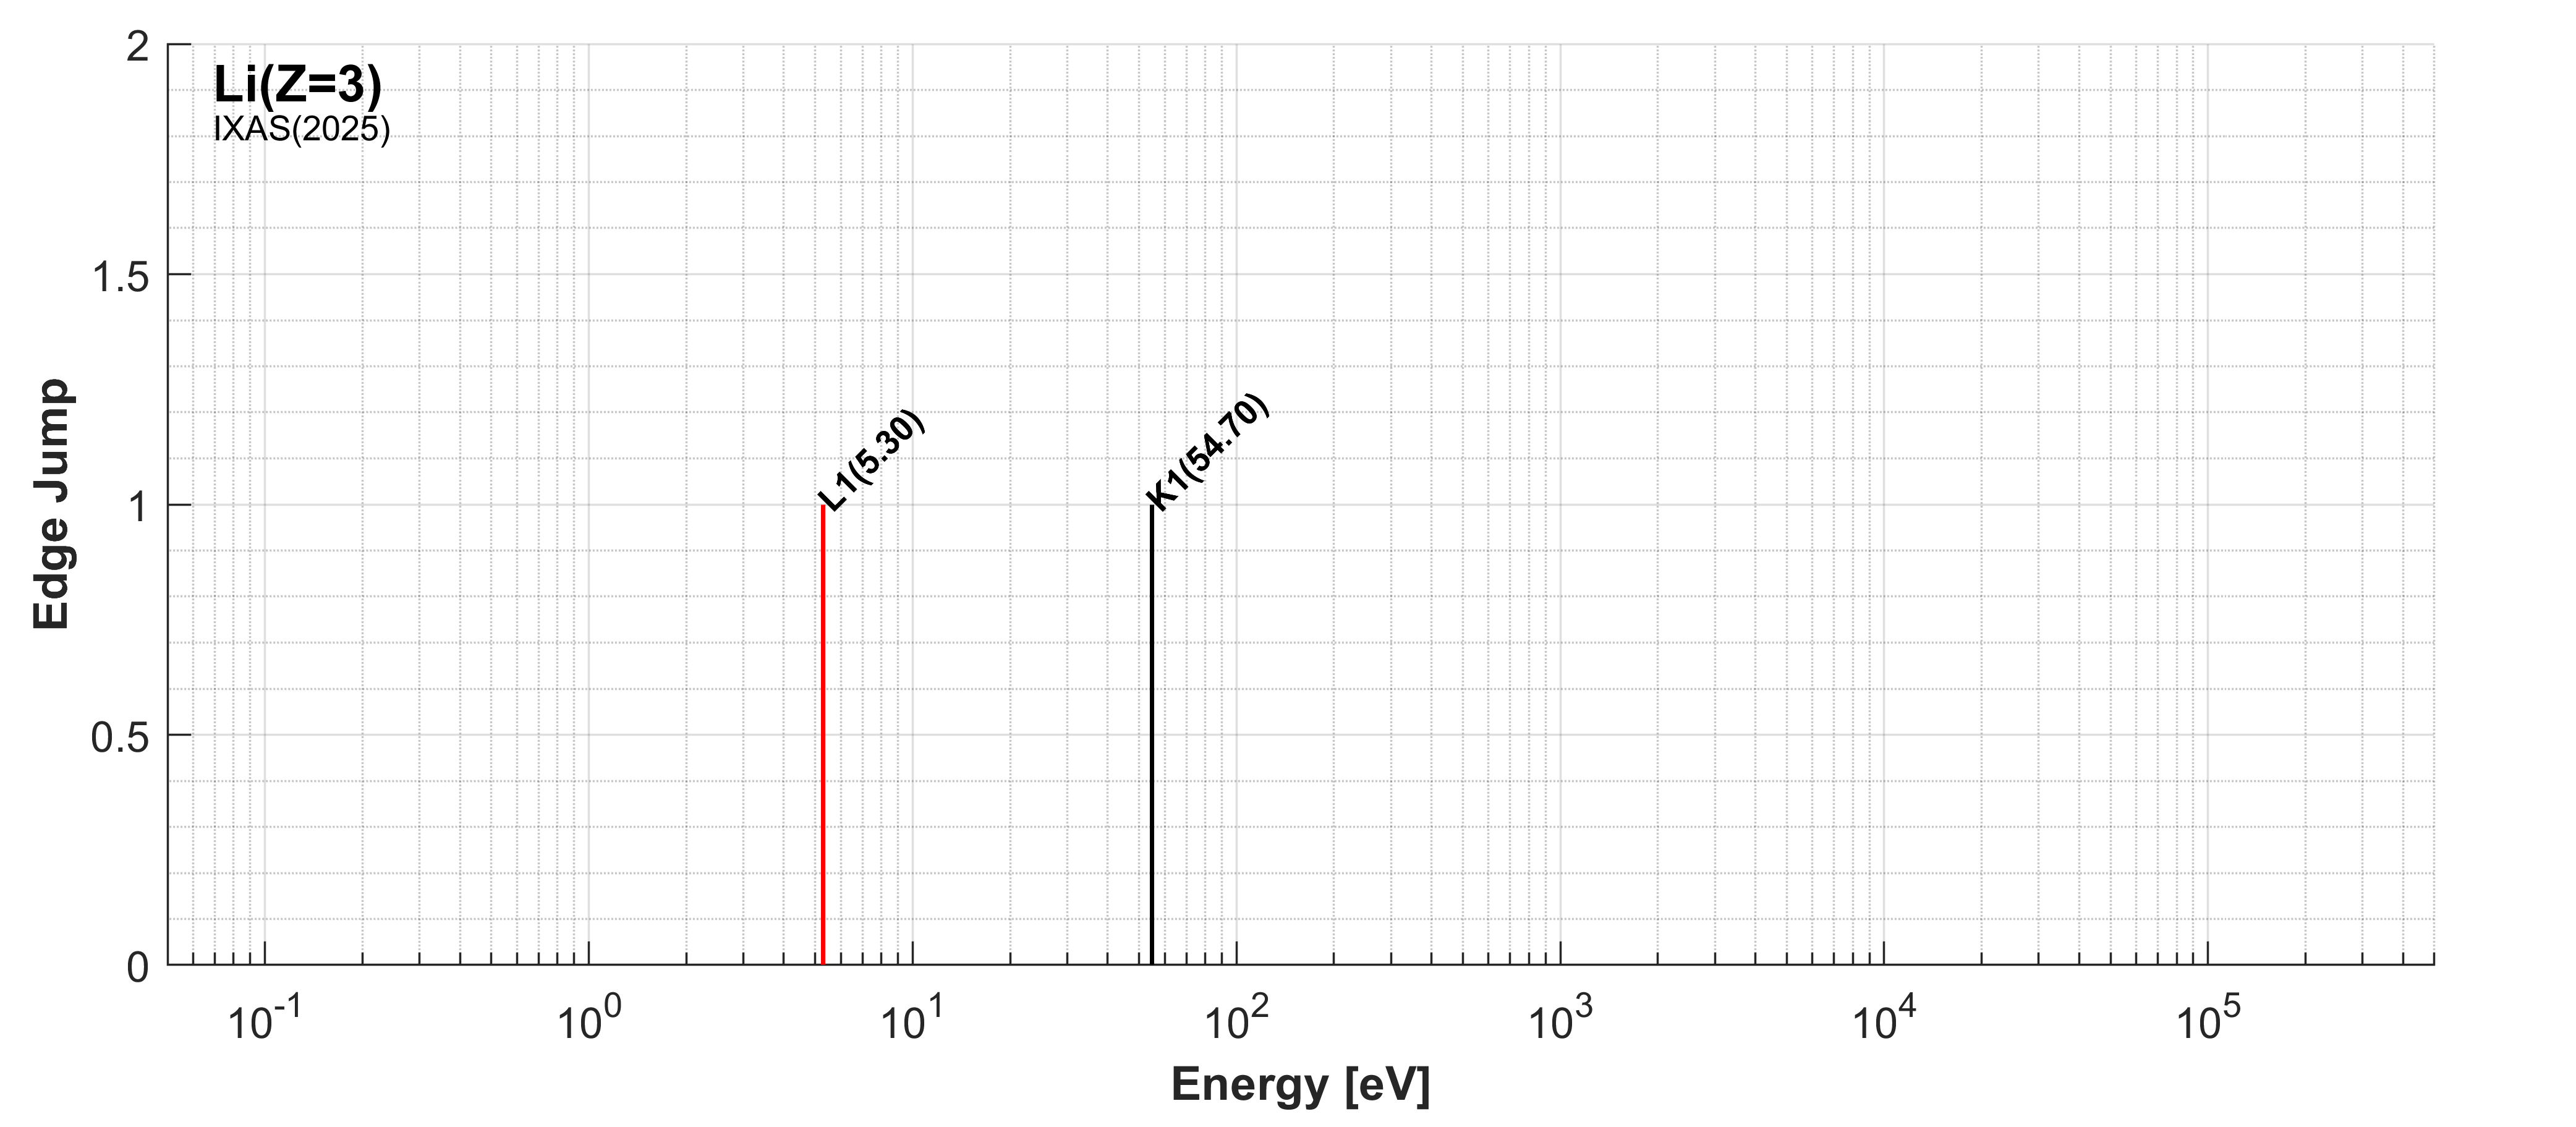 Li(Z=3)
IXAS(2025)
2
1.5
1
0.5
0
Edge Jump
L1(5.30)
K1(54.70)
10^-1
10^0
10^1
10^2
10^3
10^4
10^5
Energy [eV]